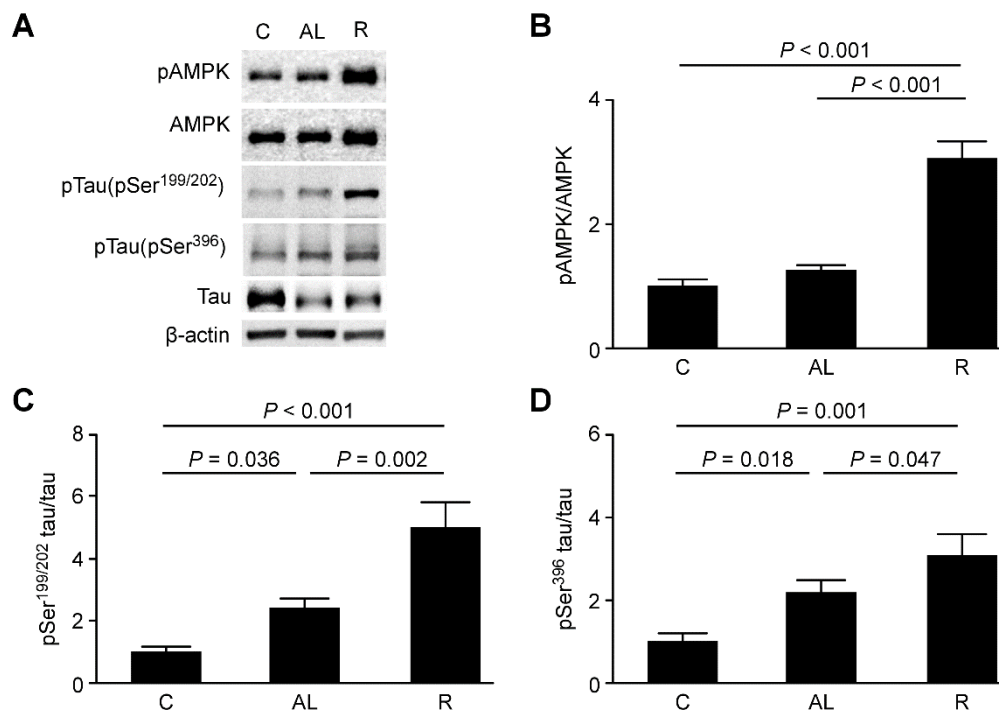 A
C AL R
pAMPK
AMPK
pTau(pSer199/202)
pTau(pSer396)
Tau
β-actin
B
P < 0.001
P < 0.001
pAMPK/AMPK
4
2
0
C AL R
C
P < 0.001
P = 0.036 P = 0.002
pSer199/202 tau/tau
8
6
4
2
0
C AL R
D
P = 0.001
P = 0.018 P = 0.047
pSer396 tau/tau
6
4
2
0
C AL R